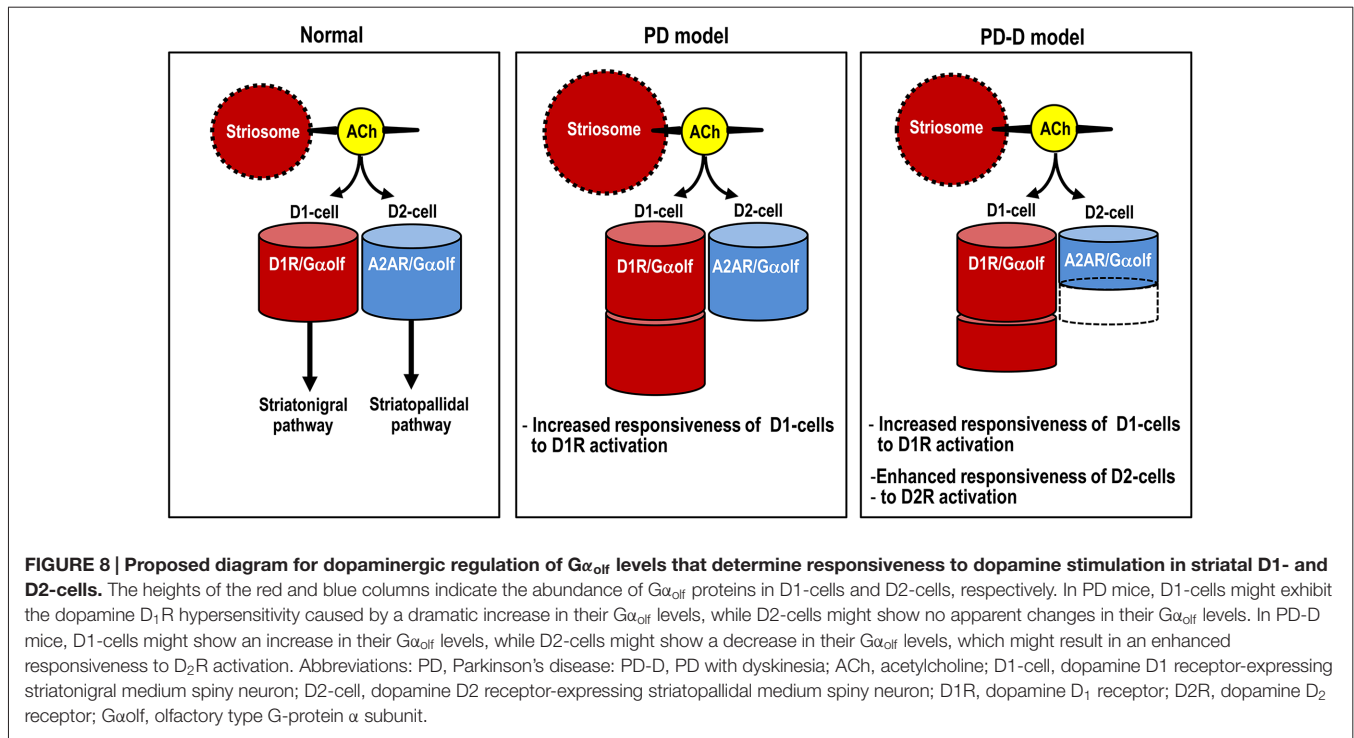 Normal
PD model
PD-D model
Striosome
ACh
D1-cell
D2-cell
D1R/Gαolf
A2AR/Gαolf
Striatonigral
pathway
Striatopallidal
pathway
Striosome
ACh
D1-cell
D2-cell
D1R/Gαolf
A2AR/Gαolf
- Increased responsiveness of D1-cells
to D1R activation
Striosome
ACh
D1-cell
D2-cell
D1R/Gαolf
A2AR/Gαolf
- Increased responsiveness of D1-cells
to D1R activation
-Enhanced responsiveness of D2-cells
- to D2R activation
FIGURE 8 | Proposed diagram for dopaminergic regulation of Gαolf levels that determine responsiveness to dopamine stimulation in striatal D1- and
D2-cells. The heights of the red and blue columns indicate the abundance of Gαolf proteins in D1-cells and D2-cells, respectively. In PD mice, D1-cells might exhibit
the dopamine D1R hypersensitivity caused by a dramatic increase in their Gαolf levels, while D2-cells might show no apparent changes in their Gαolf levels. In PD-D
mice, D1-cells might show an increase in their Gαolf levels, while D2-cells might show a decrease in their Gαolf levels, which might result in an enhanced
responsiveness to D2R activation. Abbreviations: PD, Parkinson's disease: PD-D, PD with dyskinesia; ACh, acetylcholine; D1-cell, dopamine D1 receptor-expressing
striatonigral medium spiny neuron; D2-cell, dopamine D2 receptor-expressing striatopallidal medium spiny neuron; D1R, dopamine D1 receptor; D2R, dopamine D2
receptor; Gαolf, olfactory type G-protein α subunit.